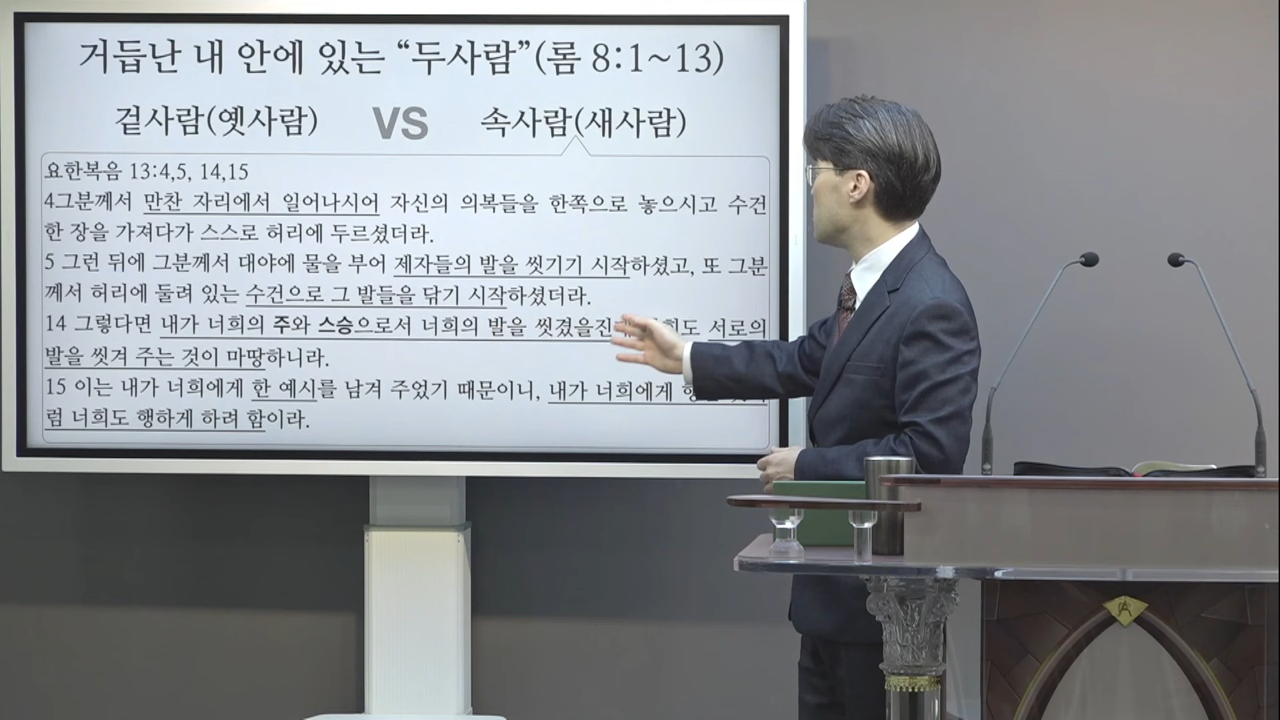 거듭난 내 안에 있는 “두사람”(롬 8:1~13)
겉사람(옛사람) VS 속사람(새사람)
요한복음 13:4,5, 14,15
4그분께서 만찬 자리에서 일어나시어 자신의 의복들을 한쪽으로 놓으시고 수건
한 장을 가져다가 스스로 허리에 두르셨더라.
5 그런 뒤에 그분께서 대야에 물을 부어 제자들의 발을 씻기기 시작하셨고, 또 그분
께서 허리에 둘려 있는 수건으로 그 발들을 닦기 시작하셨더라.
14 그렇다면 내가 너희의 주와 스승으로서 너희의 발을 씻겼을진 서로의
발을 씻겨 주는 것이 마땅하니라.
15 이는 내가 너희에게 한 예시를 남겨 주었기 때문이니, 내가 너희에게
럼 너희도 행하게 하려 함이라.